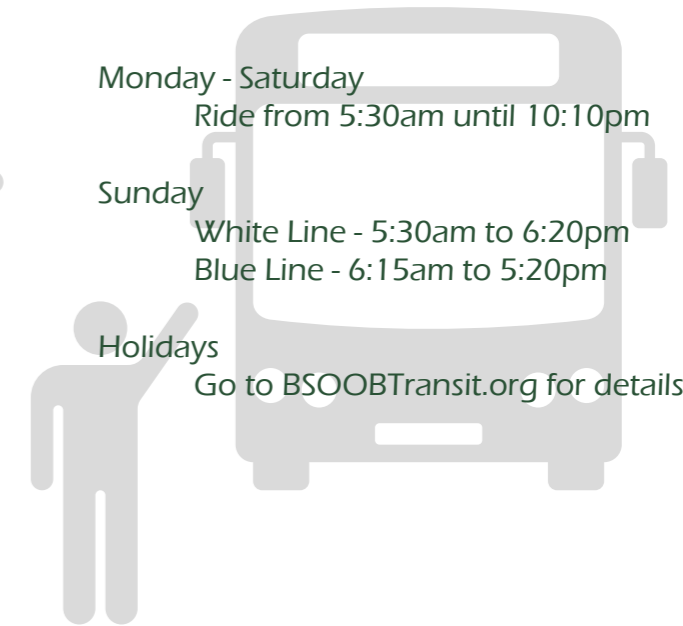 Monday - Saturday
Ride from 5:30am until 10:10pm
Sunday
White Line - 5:30am to 6:20pm
Blue Line - 6:15am to 5:20pm
Holidays
Go to BSOOBTransit.org for details